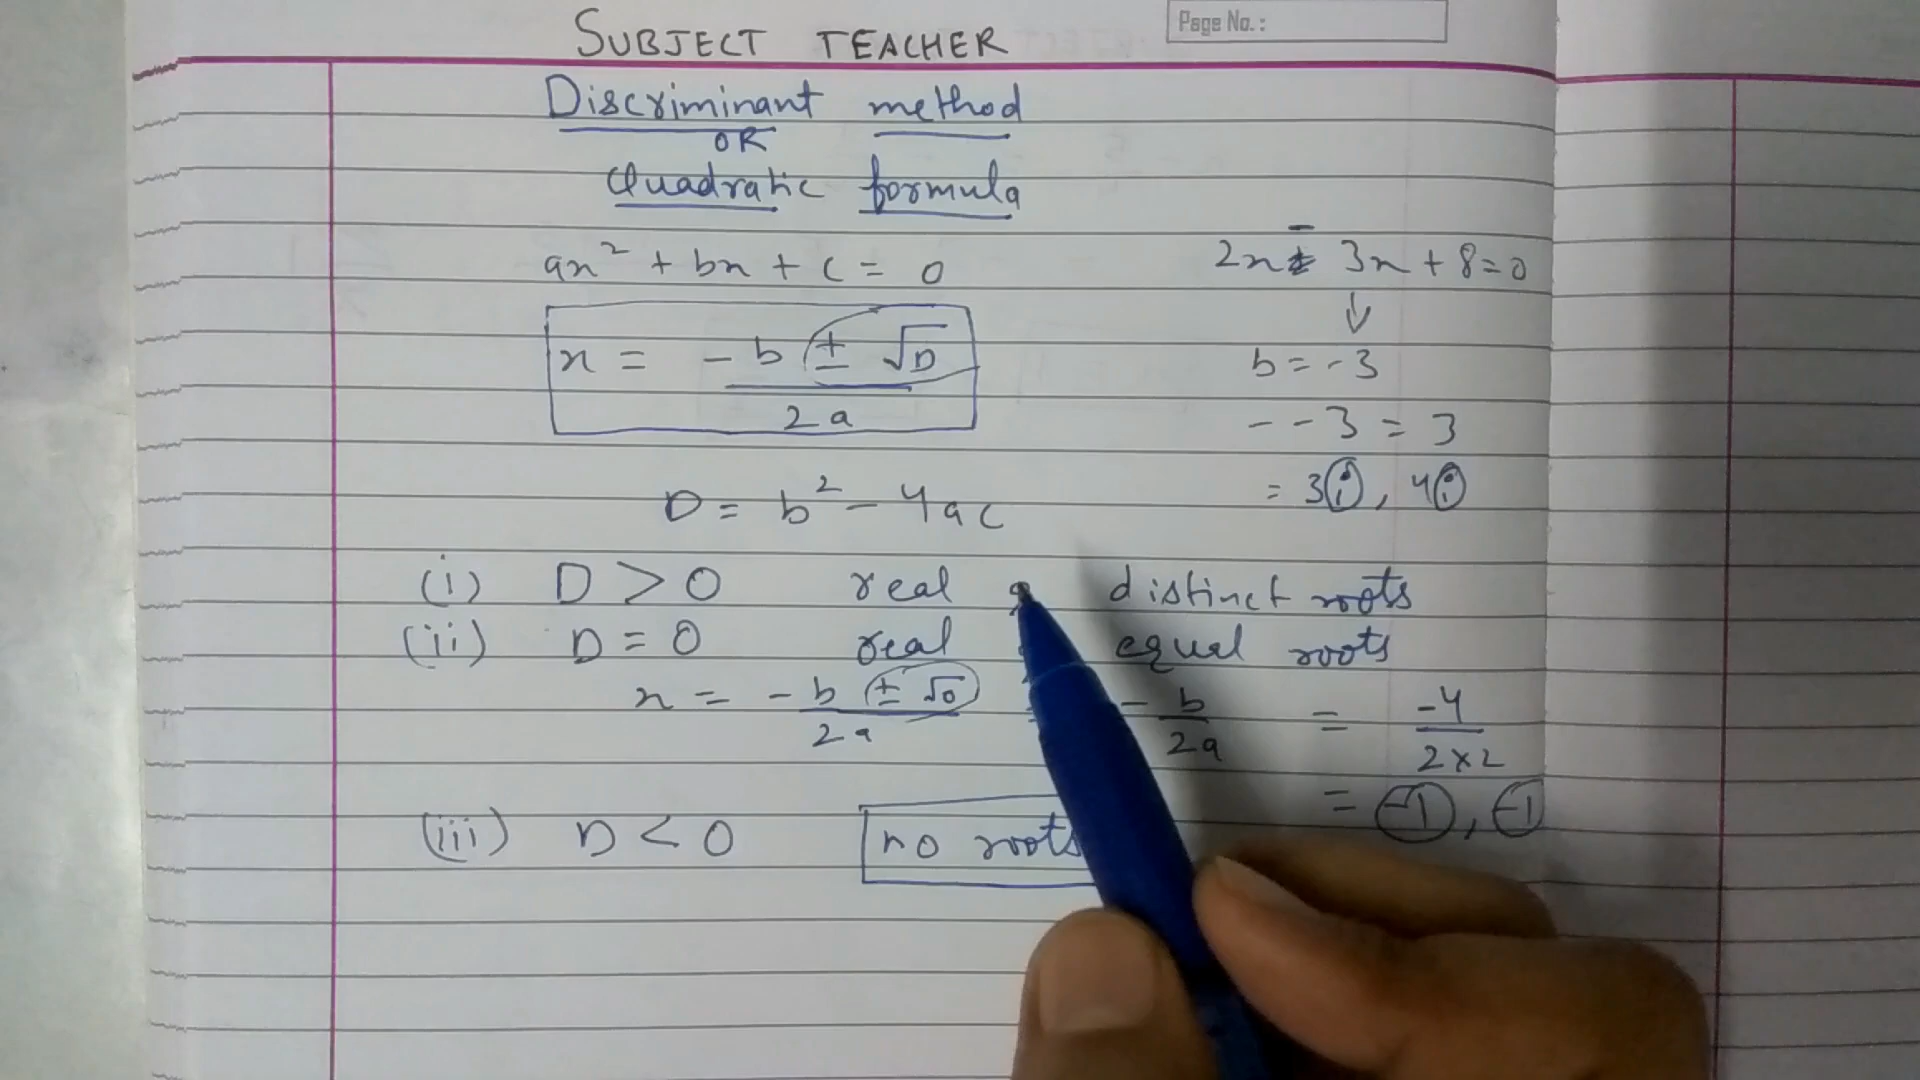 SUBJECT TEACHER
Page No. :
Discriminant method
OR
Quadratic formula
ax² + bx + c = 0
x = -b ± √D / 2a
D = b² - 4ac
2x - 3x + 8 = 0
↓
b = -3
- -3 = 3
= 3i, 4i
(i) D > 0 real distinct roots
(ii) D = 0 real equal roots
x = -b ± √0 / 2a - b / 2a = -4 / 2×2
= -1, -1
(iii) D < 0 no roots